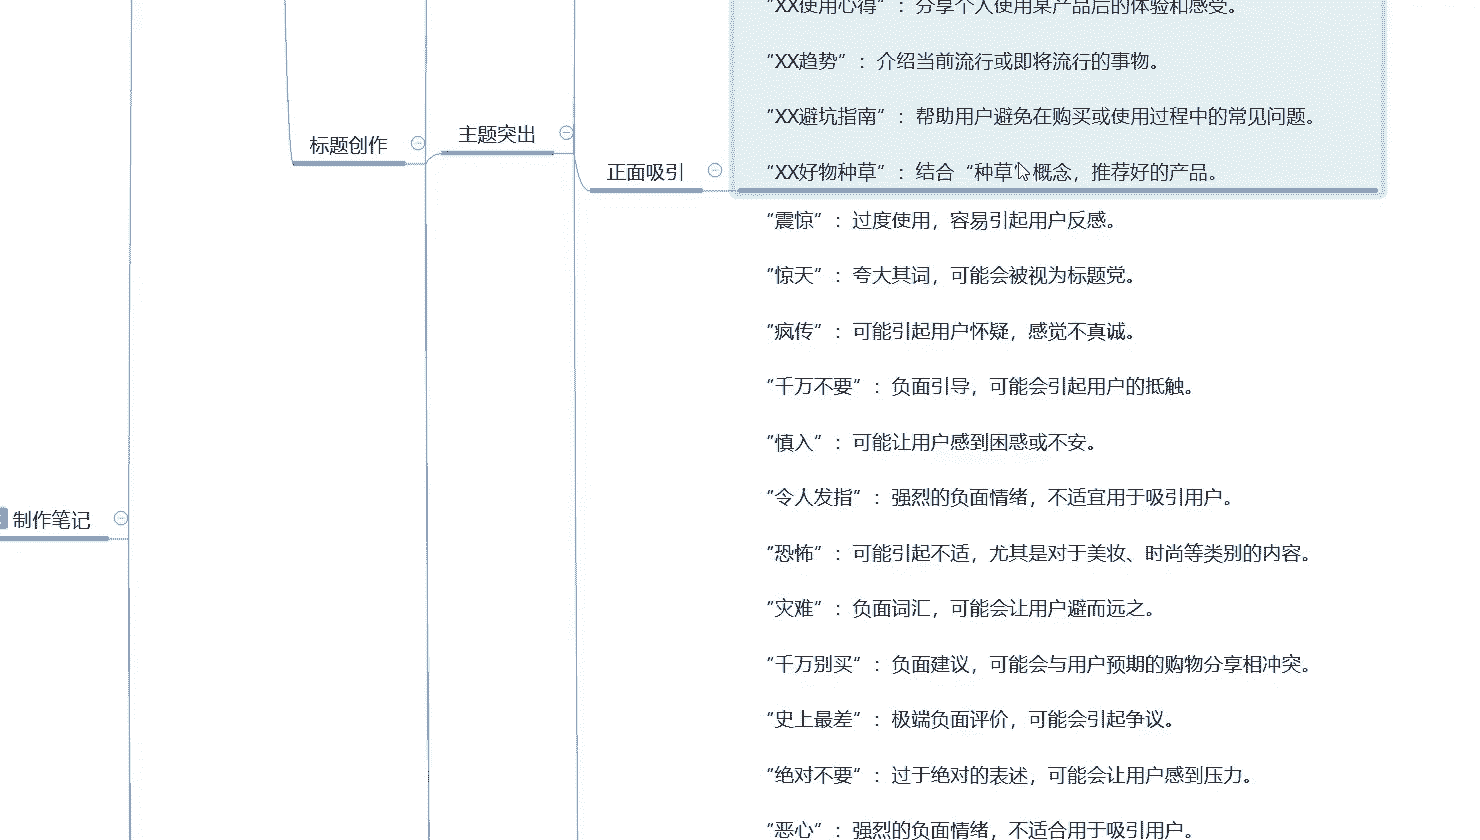 “XX使用心得”：分享个人使用某产品后的体验和感受。
“XX趋势”：介绍当前流行或即将流行的事物。
“XX避坑指南”：帮助用户避免在购买或使用过程中的常见问题。
标题创作
主题突出
正面吸引
“XX好物种草”：结合“种草”概念，推荐好的产品。
“震惊”：过度使用，容易引起用户反感。
“惊天”：夸大其词，可能会被视为标题党。
“疯传”：可能引起用户怀疑，感觉不真诚。
“千万不要”：负面引导，可能会引起用户的抵触。
“慎入”：可能让用户感到困惑或不安。
“令人发指”：强烈的负面情绪，不适宜用于吸引用户。
制作笔记
“恐怖”：可能引起不适，尤其是对于美妆、时尚等类别的内容。
“灾难”：负面词汇，可能会让用户避而远之。
“千万别买”：负面建议，可能会与用户预期的购物分享相冲突。
“史上最差”：极端负面评价，可能会引起争议。
“绝对不要”：过于绝对的表述，可能会让用户感到压力。
“恶心”：强烈的负面情绪，不适合用于吸引用户。